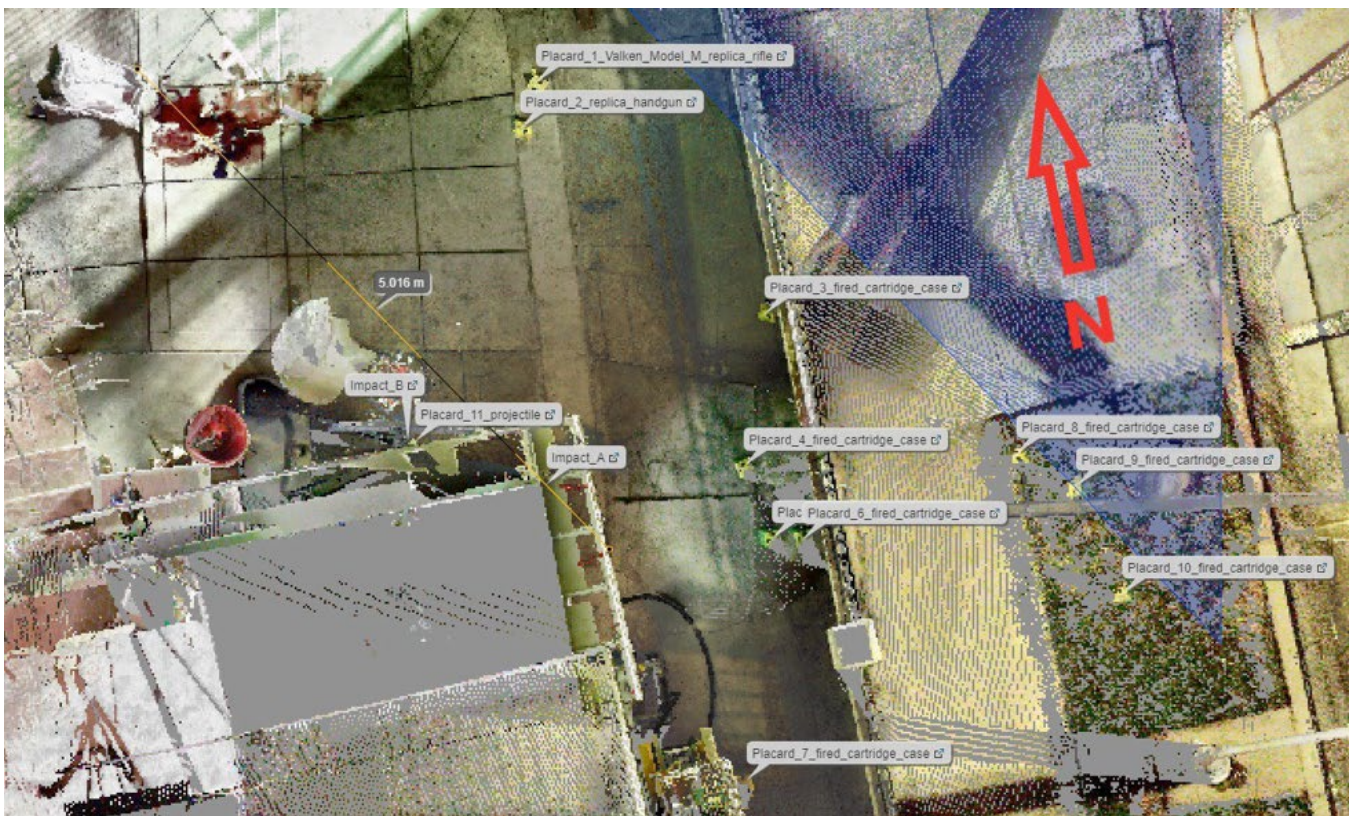 Placard_1_Valken_Model_M_replica_rifle
Placard_2_replica_handgun
5.016 m
Placard_3_fired_cartridge_case
Impact_B
Placard_11_projectile
Impact_A
Placard_4_fired_cartridge_case
Placard_8_fired_cartridge_case
Placard_9_fired_cartridge_case
Plac
Placard_6_fired_cartridge_case
Placard_10_fired_cartridge_case
Placard_7_fired_cartridge_case
N